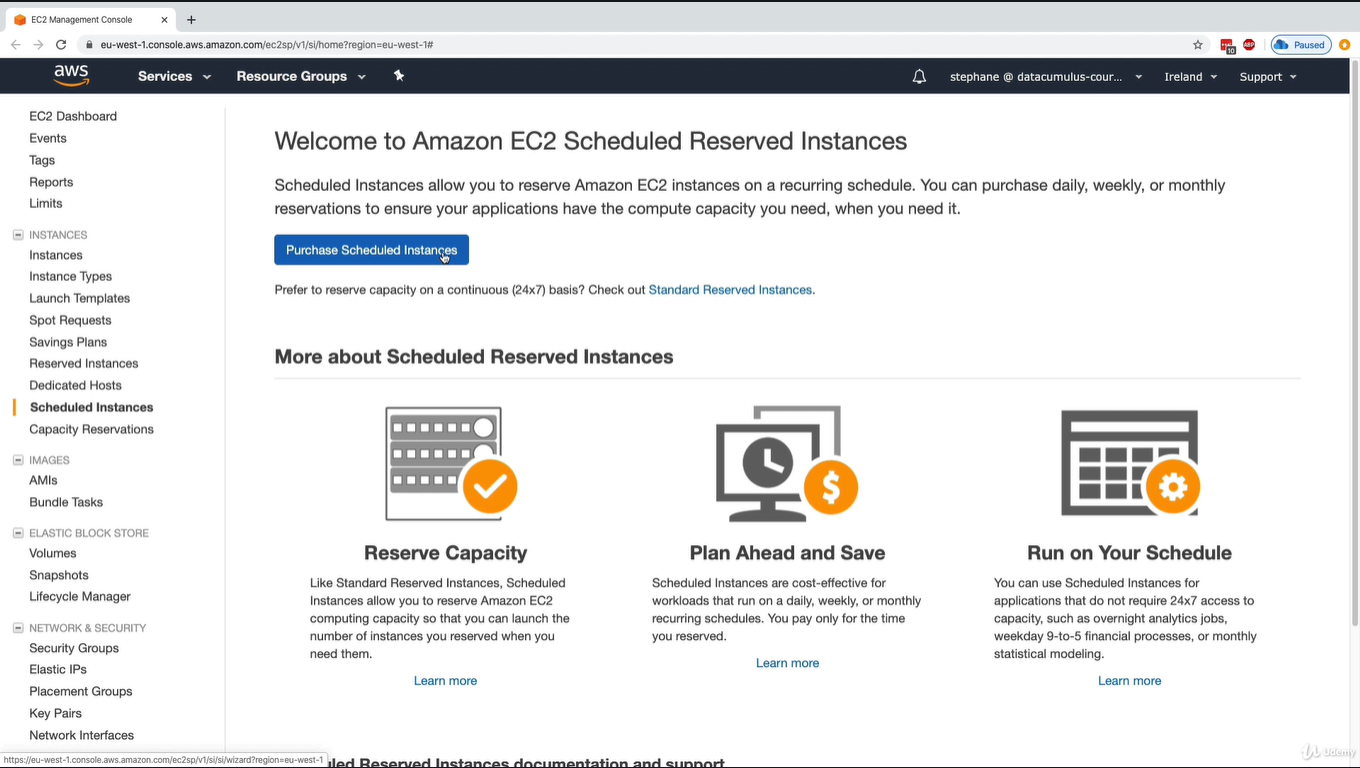 EC2 Management Console
eu-west-1.console.aws.amazon.com/ec2sp/v1/si/home?region=eu-west-1#
10
ABP
Paused
aws
Services
Resource Groups
stephane @ datacumulus-cour...
Ireland
Support
EC2 Dashboard
Events
Tags
Reports
Limits
INSTANCES
Instances
Instance Types
Launch Templates
Spot Requests
Savings Plans
Reserved Instances
Dedicated Hosts
Scheduled Instances
Capacity Reservations
IMAGES
AMIs
Bundle Tasks
ELASTIC BLOCK STORE
Volumes
Snapshots
Lifecycle Manager
NETWORK & SECURITY
Security Groups
Elastic IPs
Placement Groups
Key Pairs
Network Interfaces
https://eu-west-1.console.aws.amazon.com/ec2sp/v1/si/si/wizard?region=eu-west-1
Welcome to Amazon EC2 Scheduled Reserved Instances
Scheduled Instances allow you to reserve Amazon EC2 instances on a recurring schedule. You can purchase daily, weekly, or monthly
reservations to ensure your applications have the compute capacity you need, when you need it.
Purchase Scheduled Instances
Prefer to reserve capacity on a continuous (24x7) basis? Check out Standard Reserved Instances.
More about Scheduled Reserved Instances
Reserve Capacity
Like Standard Reserved Instances, Scheduled
Instances allow you to reserve Amazon EC2
computing capacity so that you can launch the
number of instances you reserved when you
need them.
Learn more
$
Plan Ahead and Save
Scheduled Instances are cost-effective for
workloads that run on a daily, weekly, or monthly
recurring schedules. You pay only for the time
you reserved.
Learn more
Run on Your Schedule
You can use Scheduled Instances for
applications that do not require 24x7 access to
capacity, such as overnight analytics jobs,
weekday 9-to-5 financial processes, or monthly
statistical modeling.
Learn more
Reserved Instances documentation and support
Udemy